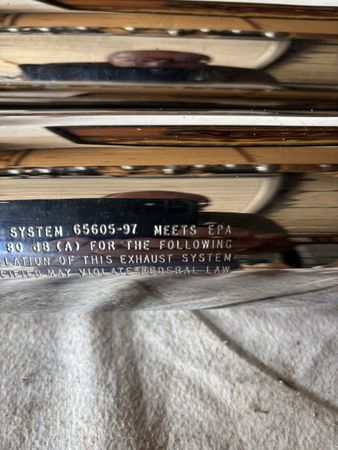 SYSTEM 65605-97 MEETS EPA
80 dB (A) FOR THE FOLLOWING
LATION OF THIS EXHAUST SYSTEM
CIFIED MAY VIOLATE FEDERAL LAW